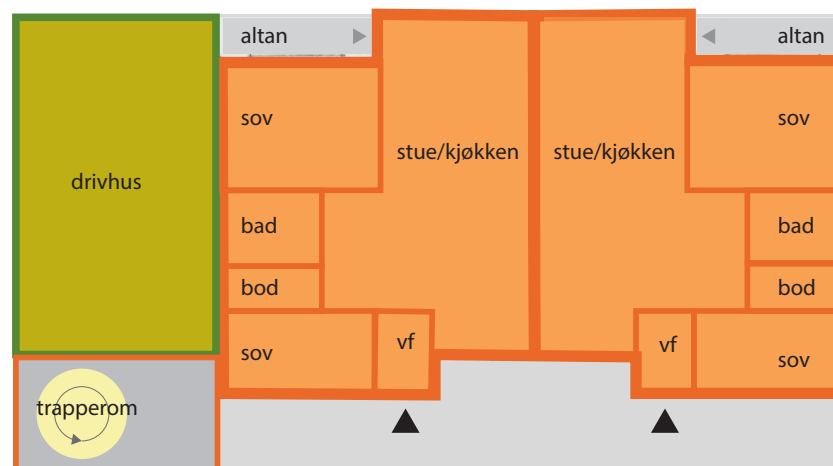 altan
altan
sov
sov
stue/kjøkken
stue/kjøkken
drivhus
bad
bad
bod
bod
sov
vf
vf
sov
trapperom